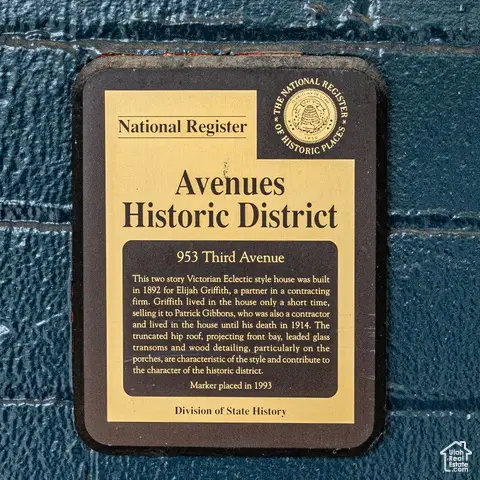 THE NATIONAL REGISTER
OF HISTORIC PLACES
National Register
Avenues
Historic District
953 Third Avenue
This two story Victorian Eclectic style house was built
in 1892 for Elijah Griffith, a partner in a contracting
firm. Griffith lived in the house only a short time,
selling it to Patrick Gibbons, who was also a contractor
and lived in the house until his death in 1914. The
truncated hip roof, projecting front bay, leaded glass
transoms and wood detailing, particularly on the
porches, are characteristic of the style and contribute to
the character of the historic district.
Marker placed in 1993
Division of State History
Utah
Real
Estate
.com